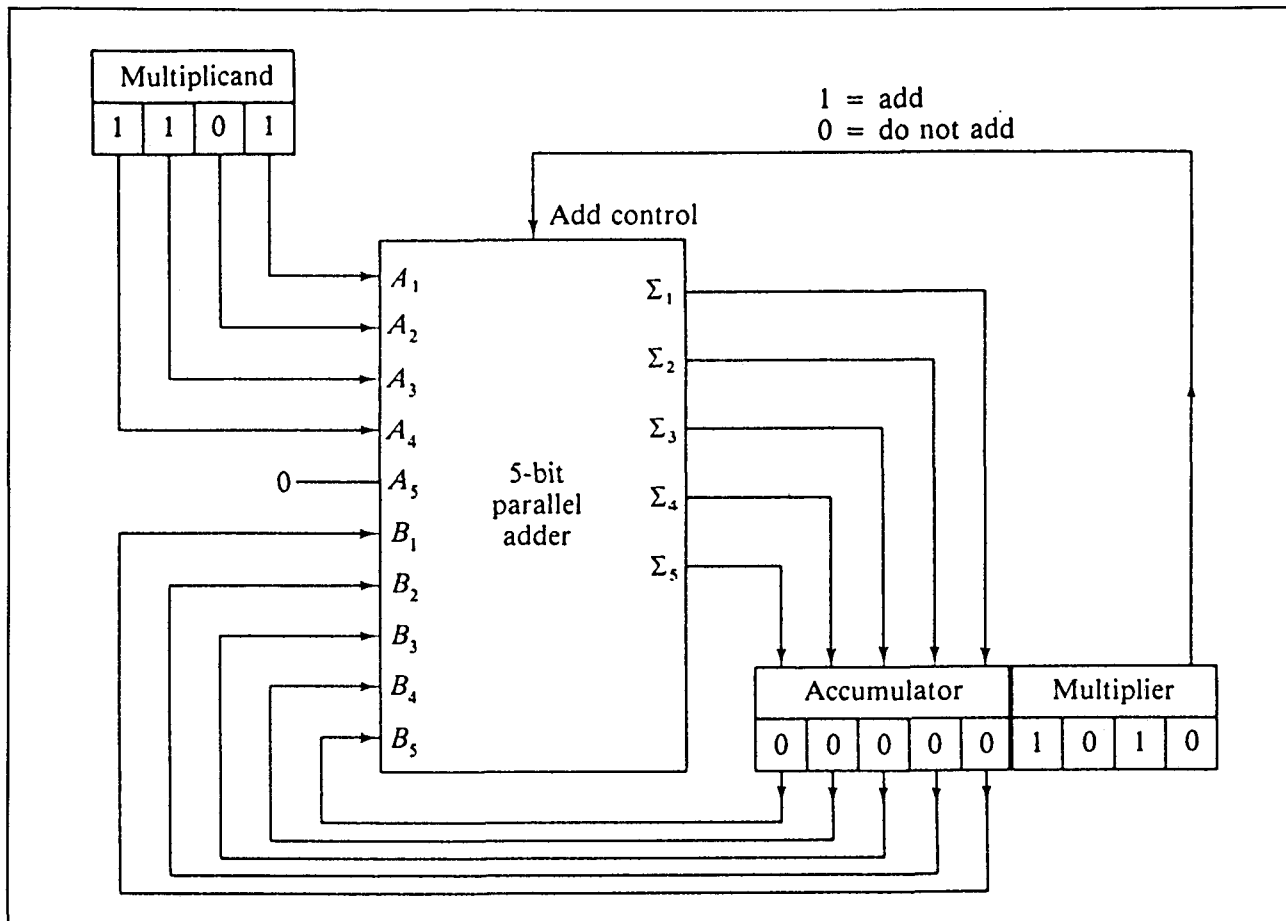 Multiplicand
1 1 0 1
1 = add
0 = do not add
Add control
A₁
A₂
A₃
A₄
0 A₅
B₁
B₂
B₃
B₄
B₅
5-bit
parallel
adder
Σ₁
Σ₂
Σ₃
Σ₄
Σ₅
Accumulator Multiplier
0 0 0 0 0 1 0 1 0